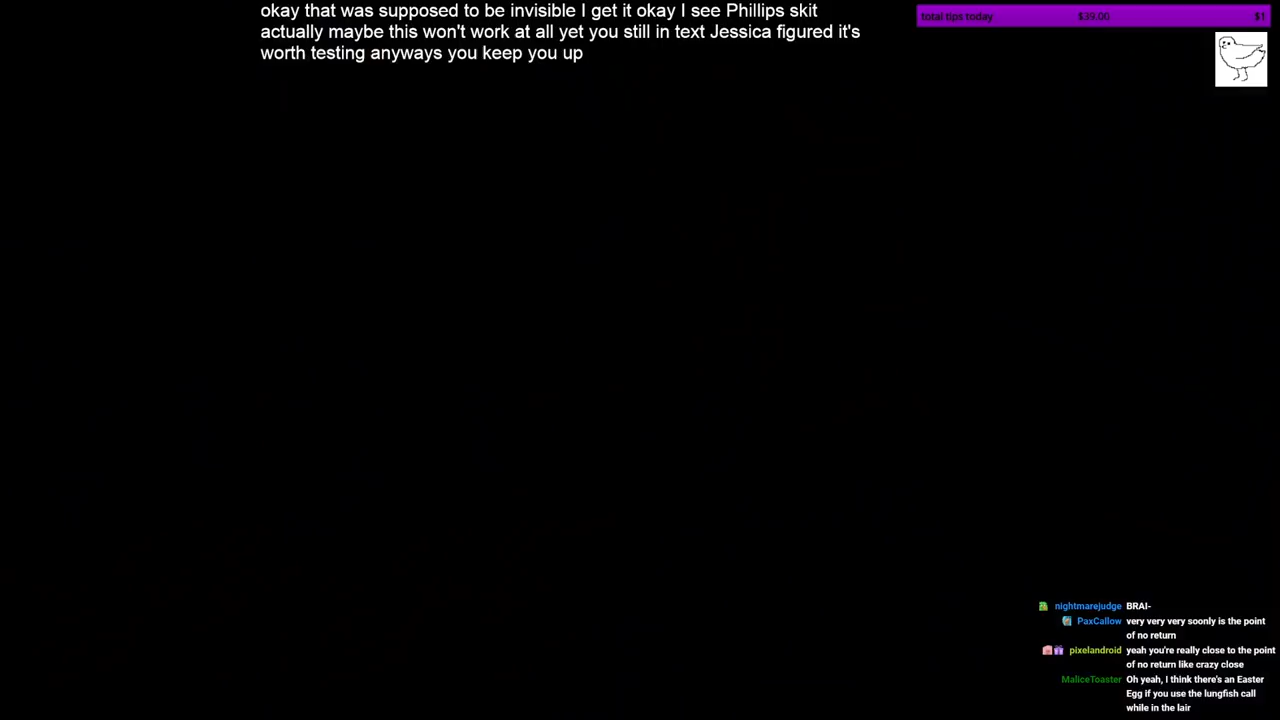 okay that was supposed to be invisible I get it okay I see Phillips skit
actually maybe this won't work at all yet you still in text Jessica figured it's
worth testing anyways you keep you up
total tips today $39.00 $1
nightmarejudge BRAI-
PaxCallow very very very soonly is the point
of no return
pixelandroid yeah you're really close to the point
of no return like crazy close
MaliceToaster Oh yeah, I think there's an Easter
Egg if you use the lungfish call
while in the lair